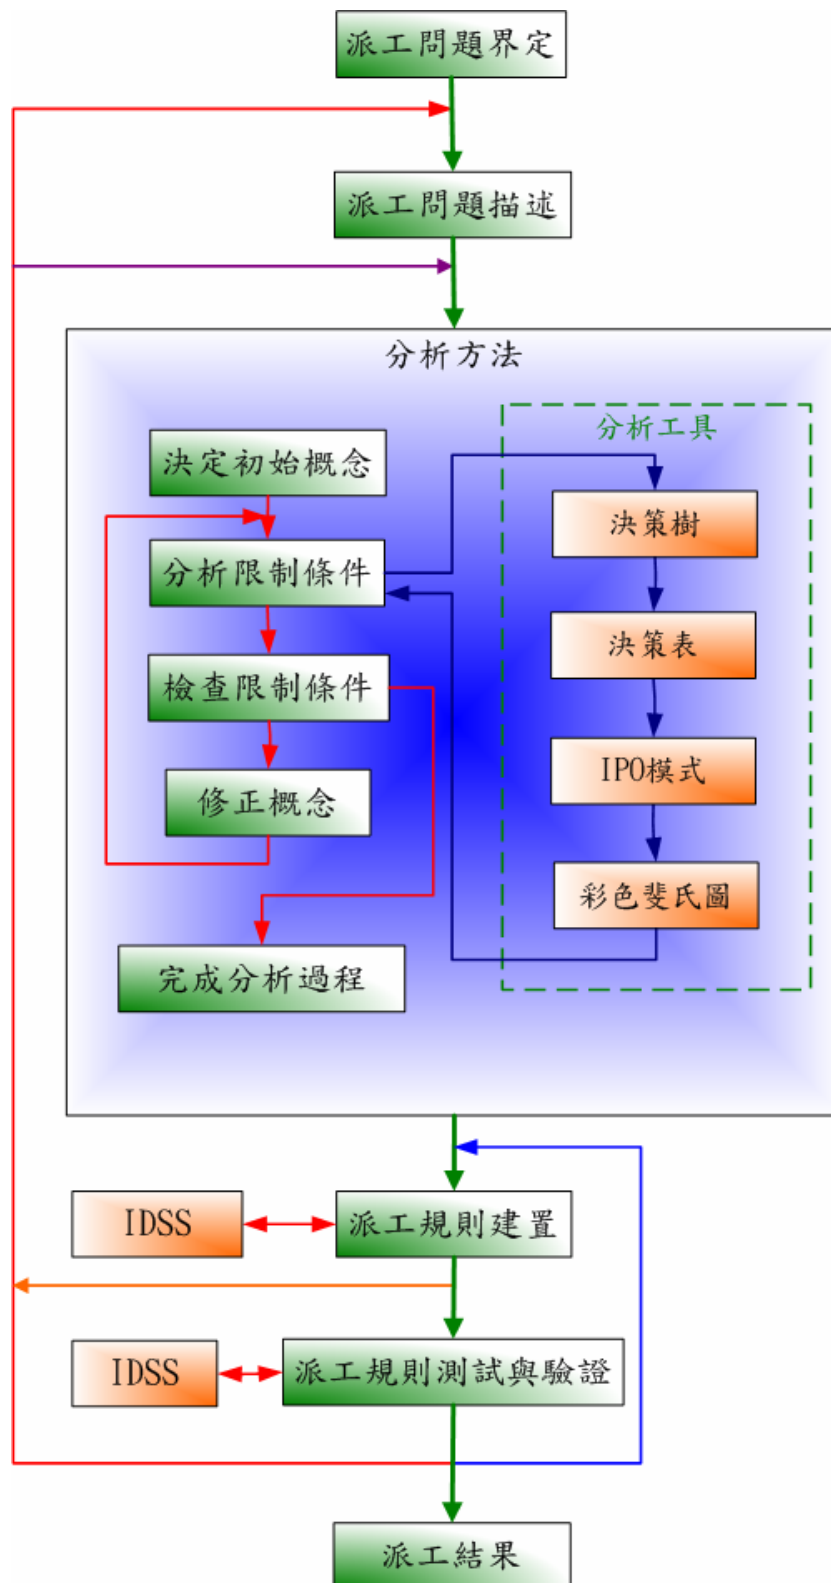 派工問題界定
派工問題描述
分析方法
分析工具
決定初始概念
決策樹
分析限制條件
決策表
檢查限制條件
IPO模式
修正概念
彩色斐氏圖
完成分析過程
IDSS
派工規則建置
IDSS
派工規則測試與驗證
派工結果